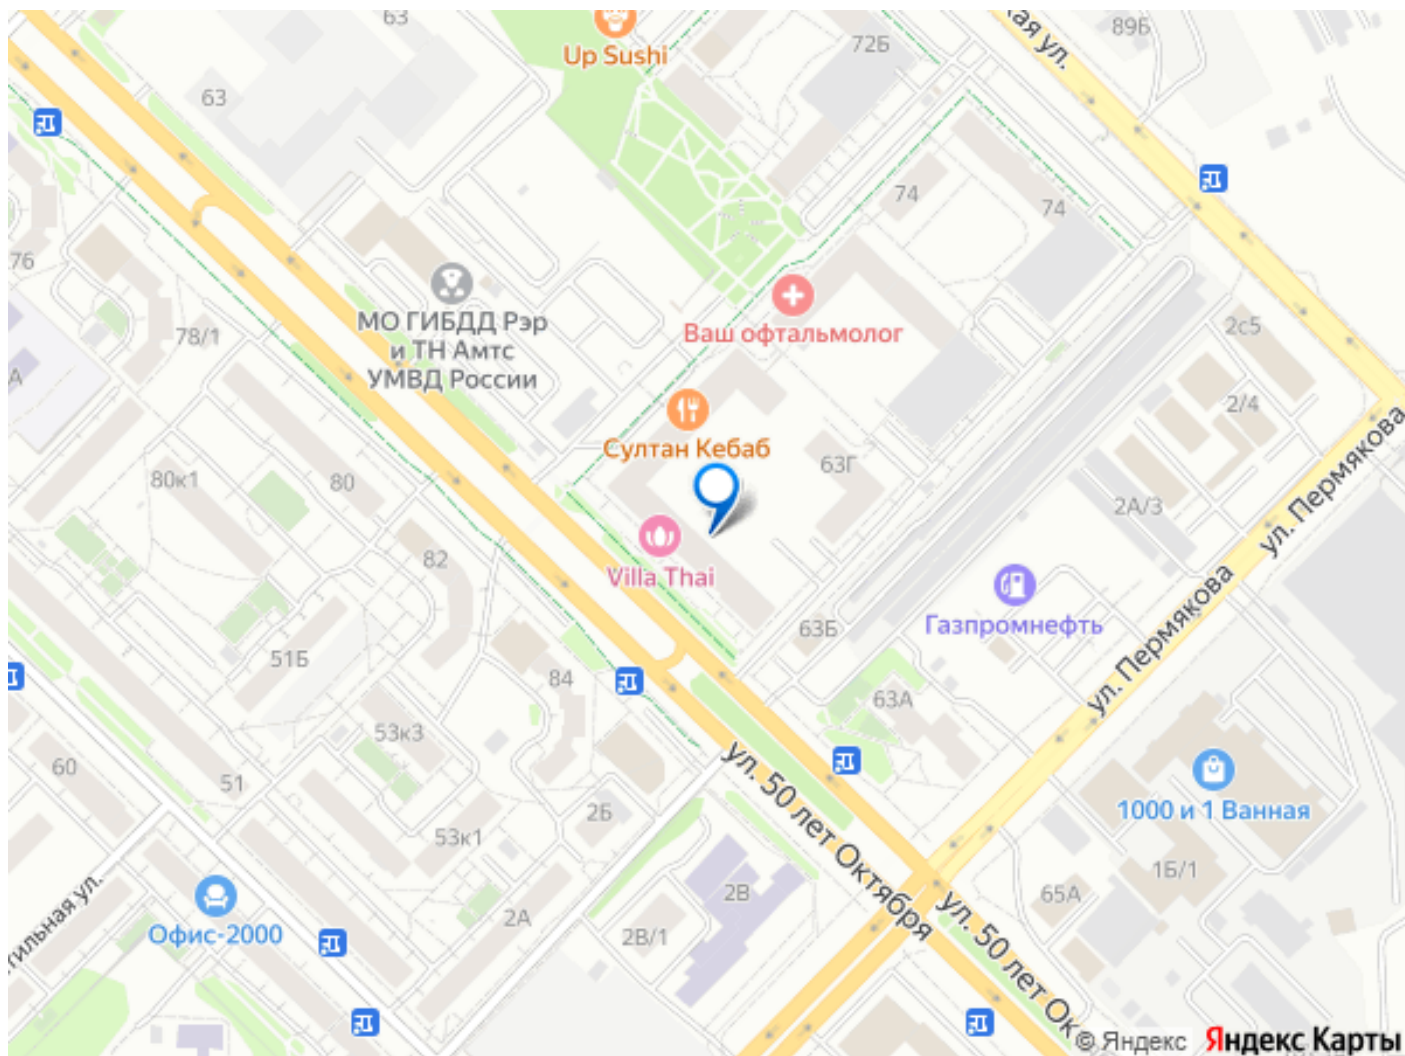 63
Up Sushi
72Б
89Б
кая ул.
63
74
74
76
МО ГИБДД Рэр
и ТН Амтс
УМВД России
Ваш офтальмолог
78/1
2с5
А
2/4
Султан Кебаб
63Г
80к1
80
2А/3
ул. Пермякова
82
Villa Thai
63Б
Газпромнефть
ул. Пермякова
51Б
84
63А
53к3
60
51
ул. 50 лет Октября
2Б
1000 и 1 Ванная
53к1
1Б/1
2В
65А
2А
тильная ул.
Офис-2000
2В/1
ул. 50 лет Ок
© Яндекс
Яндекс Карты